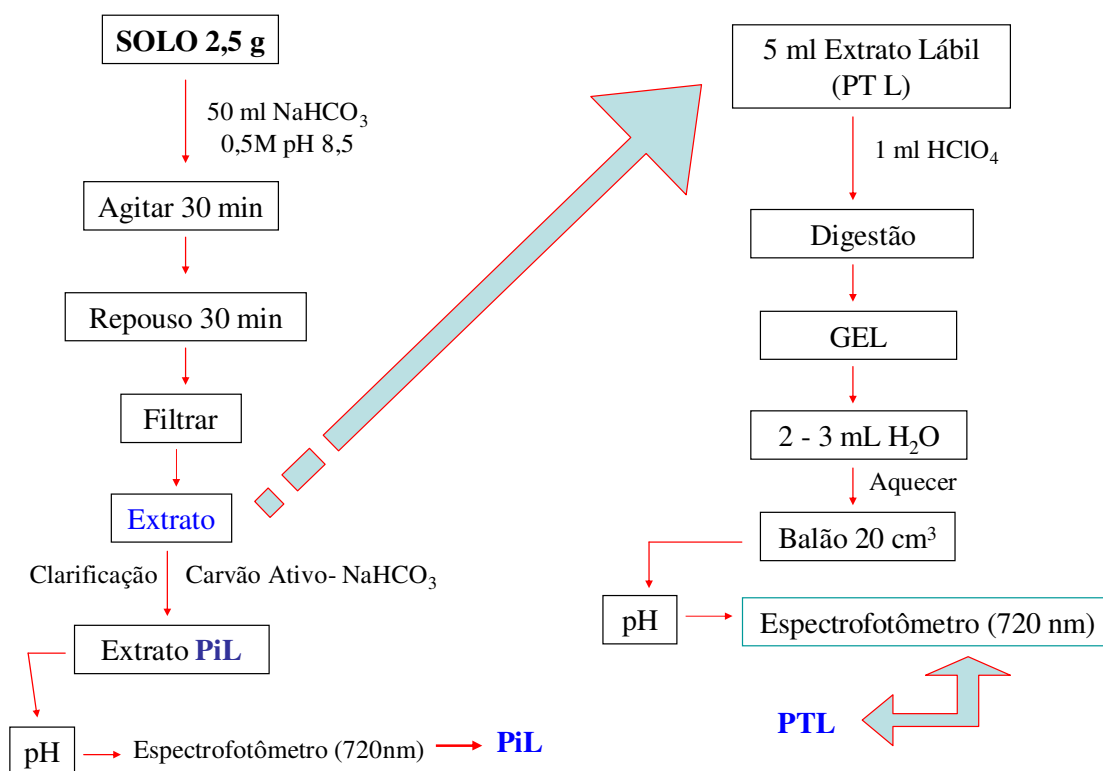 SOLO 2,5 g
50 ml NaHCO₃
0,5M pH 8,5
Agitar 30 min
Repouso 30 min
Filtrar
Extrato
Clarificação
Carvão Ativo- NaHCO₃
Extrato PiL
pH
Espectrofotômetro (720nm)
PiL
5 ml Extrato Lábil
(PT L)
1 ml HClO₄
Digestão
GEL
2 - 3 mL H₂O
Aquecer
Balão 20 cm³
pH
Espectrofotômetro (720 nm)
PTL